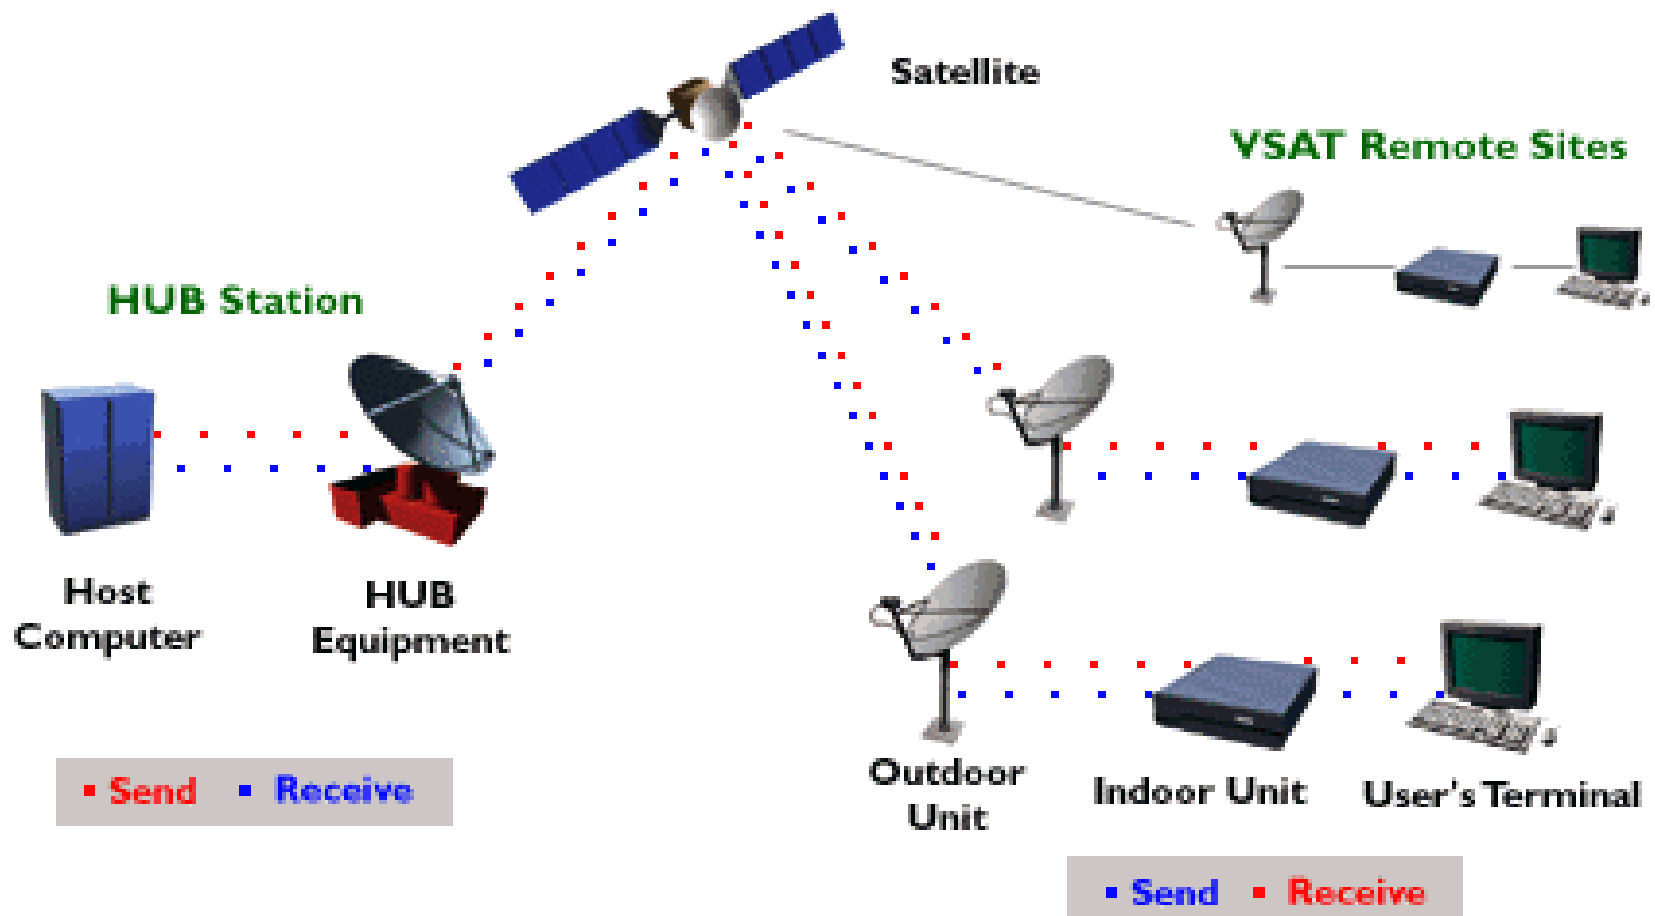 Satellite
VSAT Remote Sites
HUB Station
Host
Computer
HUB
Equipment
Outdoor
Unit
Indoor Unit
User's Terminal
Send Receive
Send Receive